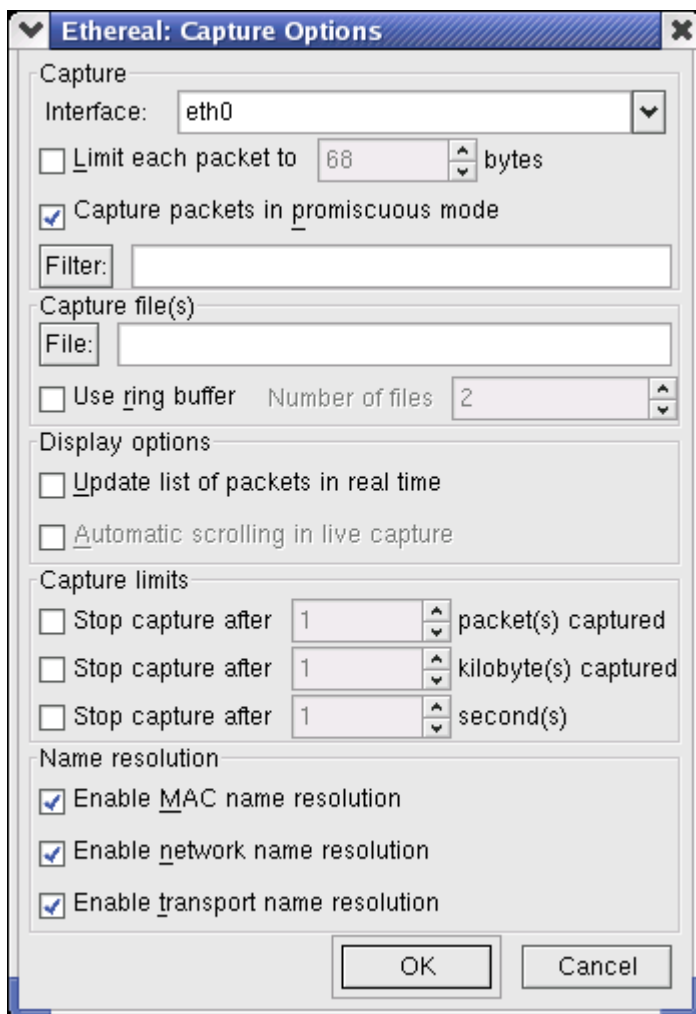 Ethereal: Capture Options
Capture
Interface: eth0
Limit each packet to 68 bytes
Capture packets in promiscuous mode
Filter:
Capture file(s)
File:
Use ring buffer Number of files 2
Display options
Update list of packets in real time
Automatic scrolling in live capture
Capture limits
Stop capture after 1 packet(s) captured
Stop capture after 1 kilobyte(s) captured
Stop capture after 1 second(s)
Name resolution
Enable MAC name resolution
Enable network name resolution
Enable transport name resolution
OK Cancel